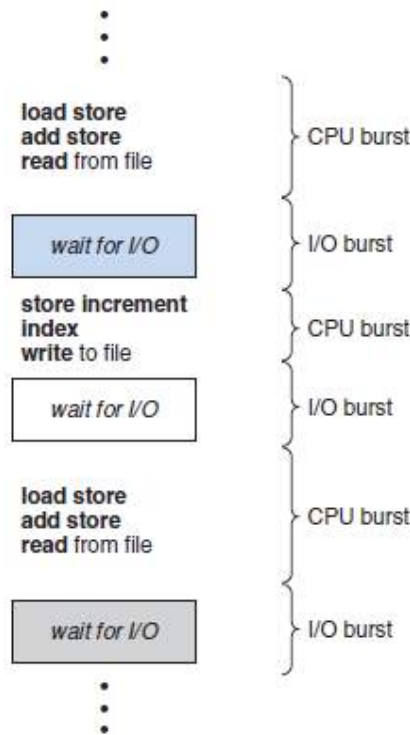 load store
add store
read from file
CPU burst
wait for I/O
I/O burst
store increment
index
write to file
CPU burst
wait for I/O
I/O burst
load store
add store
read from file
CPU burst
wait for I/O
I/O burst